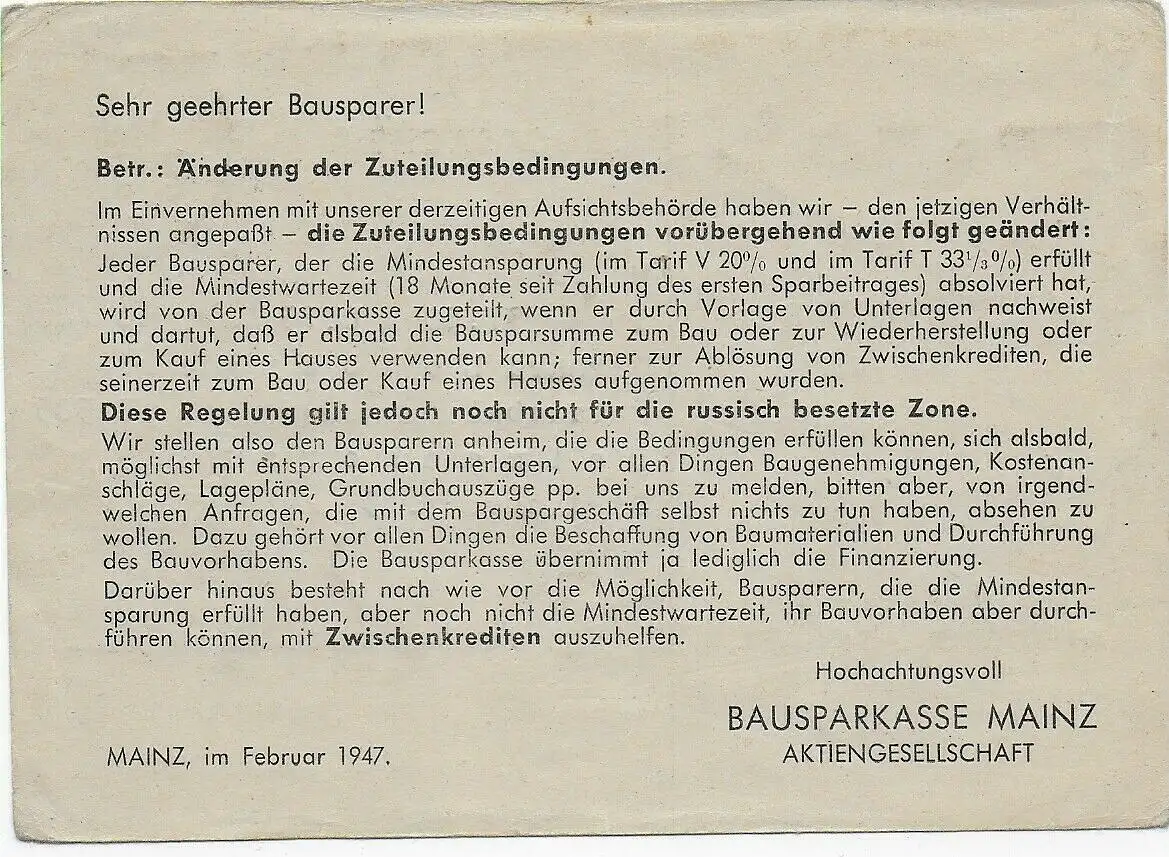 Sehr geehrter Bausparer!
Betr.: Änderung der Zuteilungsbedingungen.
Im Einvernehmen mit unserer derzeitigen Aufsichtsbehörde haben wir – den jetzigen Verhält-
nissen angepaßt – die Zuteilungsbedingungen vorübergehend wie folgt geändert:
Jeder Bausparer, der die Mindestansparung (im Tarif V 20% und im Tarif T 33¹/₃%) erfüllt
und die Mindestwartezeit (18 Monate seit Zahlung des ersten Sparbeitrages) absolviert hat,
wird von der Bausparkasse zugeteilt, wenn er durch Vorlage von Unterlagen nachweist
und dartut, daß er alsbald die Bausparsumme zum Bau oder zur Wiederherstellung oder
zum Kauf eines Hauses verwenden kann; ferner zur Ablösung von Zwischenkrediten, die
seinerzeit zum Bau oder Kauf eines Hauses aufgenommen wurden.
Diese Regelung gilt jedoch noch nicht für die russisch besetzte Zone.
Wir stellen also den Bausparern anheim, die die Bedingungen erfüllen können, sich alsbald,
möglichst mit entsprechenden Unterlagen, vor allen Dingen Baugenehmigungen, Kostenan-
schläge, Lagepläne, Grundbuchauszüge pp. bei uns zu melden, bitten aber, von irgend-
welchen Anfragen, die mit dem Bauspargeschäft selbst nichts zu tun haben, absehen zu
wollen. Dazu gehört vor allen Dingen die Beschaffung von Baumaterialien und Durchführung
des Bauvorhabens. Die Bausparkasse übernimmt ja lediglich die Finanzierung.
Darüber hinaus besteht nach wie vor die Möglichkeit, Bausparern, die die Mindestan-
sparung erfüllt haben, aber noch nicht die Mindestwartezeit, ihr Bauvorhaben aber durch-
führen können, mit Zwischenkrediten auszuhelfen.
Hochachtungsvoll
BAUSPARKASSE MAINZ
AKTIENGESELLSCHAFT
MAINZ, im Februar 1947.